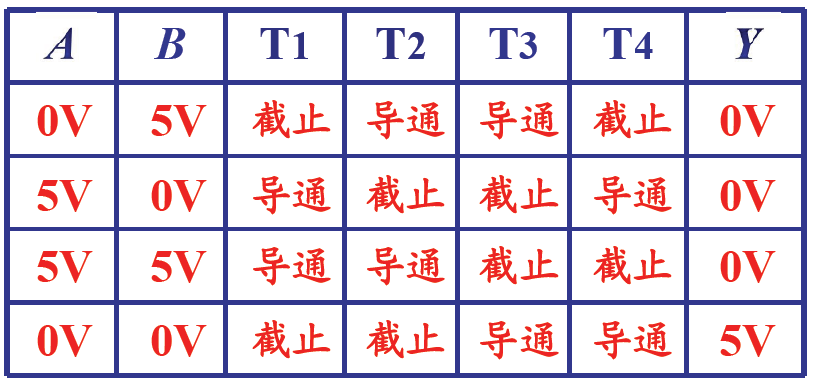 A B T1 T2 T3 T4 Y
0V 5V 截止 导通 导通 截止 0V
5V 0V 导通 截止 截止 导通 0V
5V 5V 导通 导通 截止 截止 0V
0V 0V 截止 截止 导通 导通 5V